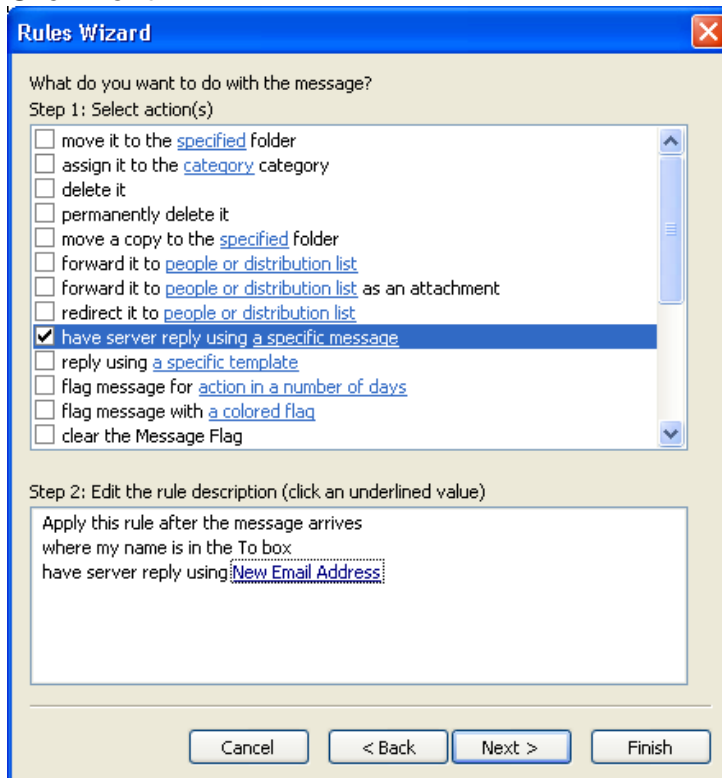 Rules Wizard
What do you want to do with the message?
Step 1: Select action(s)
move it to the specified folder
assign it to the category category
delete it
permanently delete it
move a copy to the specified folder
forward it to people or distribution list
forward it to people or distribution list as an attachment
redirect it to people or distribution list
have server reply using a specific message
reply using a specific template
flag message for action in a number of days
flag message with a colored flag
clear the Message Flag
Step 2: Edit the rule description (click an underlined value)
Apply this rule after the message arrives
where my name is in the To box
have server reply using New Email Address
Cancel < Back Next > Finish